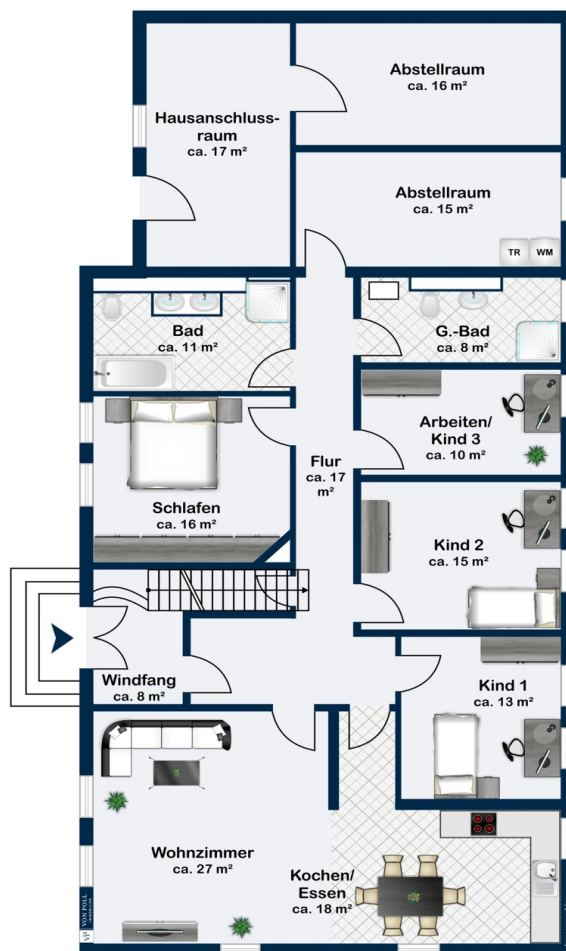 Abstellraum
ca. 16 m²
Hausanschluss-
raum
ca. 17 m²
Abstellraum
ca. 15 m²
TR WM
Bad
ca. 11 m²
G.-Bad
ca. 8 m²
Arbeiten/
Kind 3
ca. 10 m²
Flur
ca. 17
m²
Schlafen
ca. 16 m²
Kind 2
ca. 15 m²
Windfang
ca. 8 m²
Kind 1
ca. 13 m²
Wohnzimmer
ca. 27 m²
Kochen/
Essen
ca. 18 m²
VON POLL
IMMOBILIEN
VP